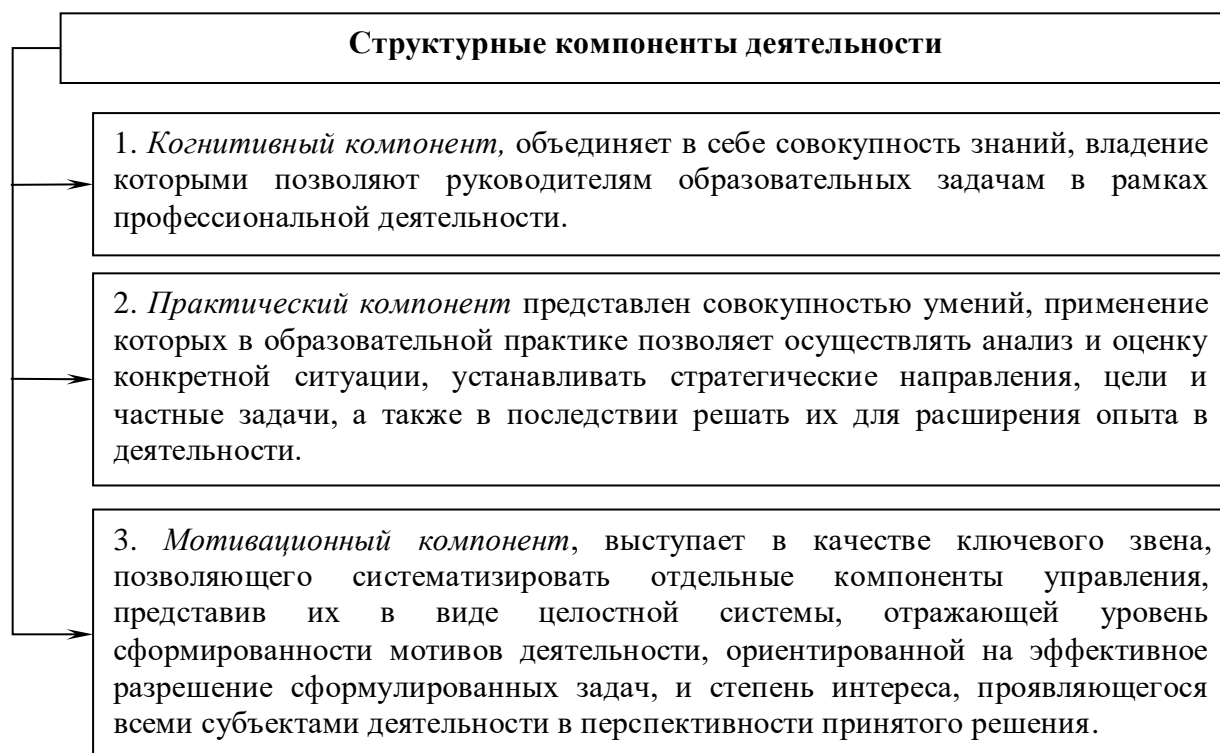 Структурные компоненты деятельности
1. Когнитивный компонент, объединяет в себе совокупность знаний, владение
которыми позволяют руководителям образовательных задачам в рамках
профессиональной деятельности.
2. Практический компонент представлен совокупностью умений, применение
которых в образовательной практике позволяет осуществлять анализ и оценку
конкретной ситуации, устанавливать стратегические направления, цели и
частные задачи, а также в последствии решать их для расширения опыта в
деятельности.
3. Мотивационный компонент, выступает в качестве ключевого звена,
позволяющего систематизировать отдельные компоненты управления,
представив их в виде целостной системы, отражающей уровень
сформированности мотивов деятельности, ориентированной на эффективное
разрешение сформулированных задач, и степень интереса, проявляющегося
всеми субъектами деятельности в перспективности принятого решения.